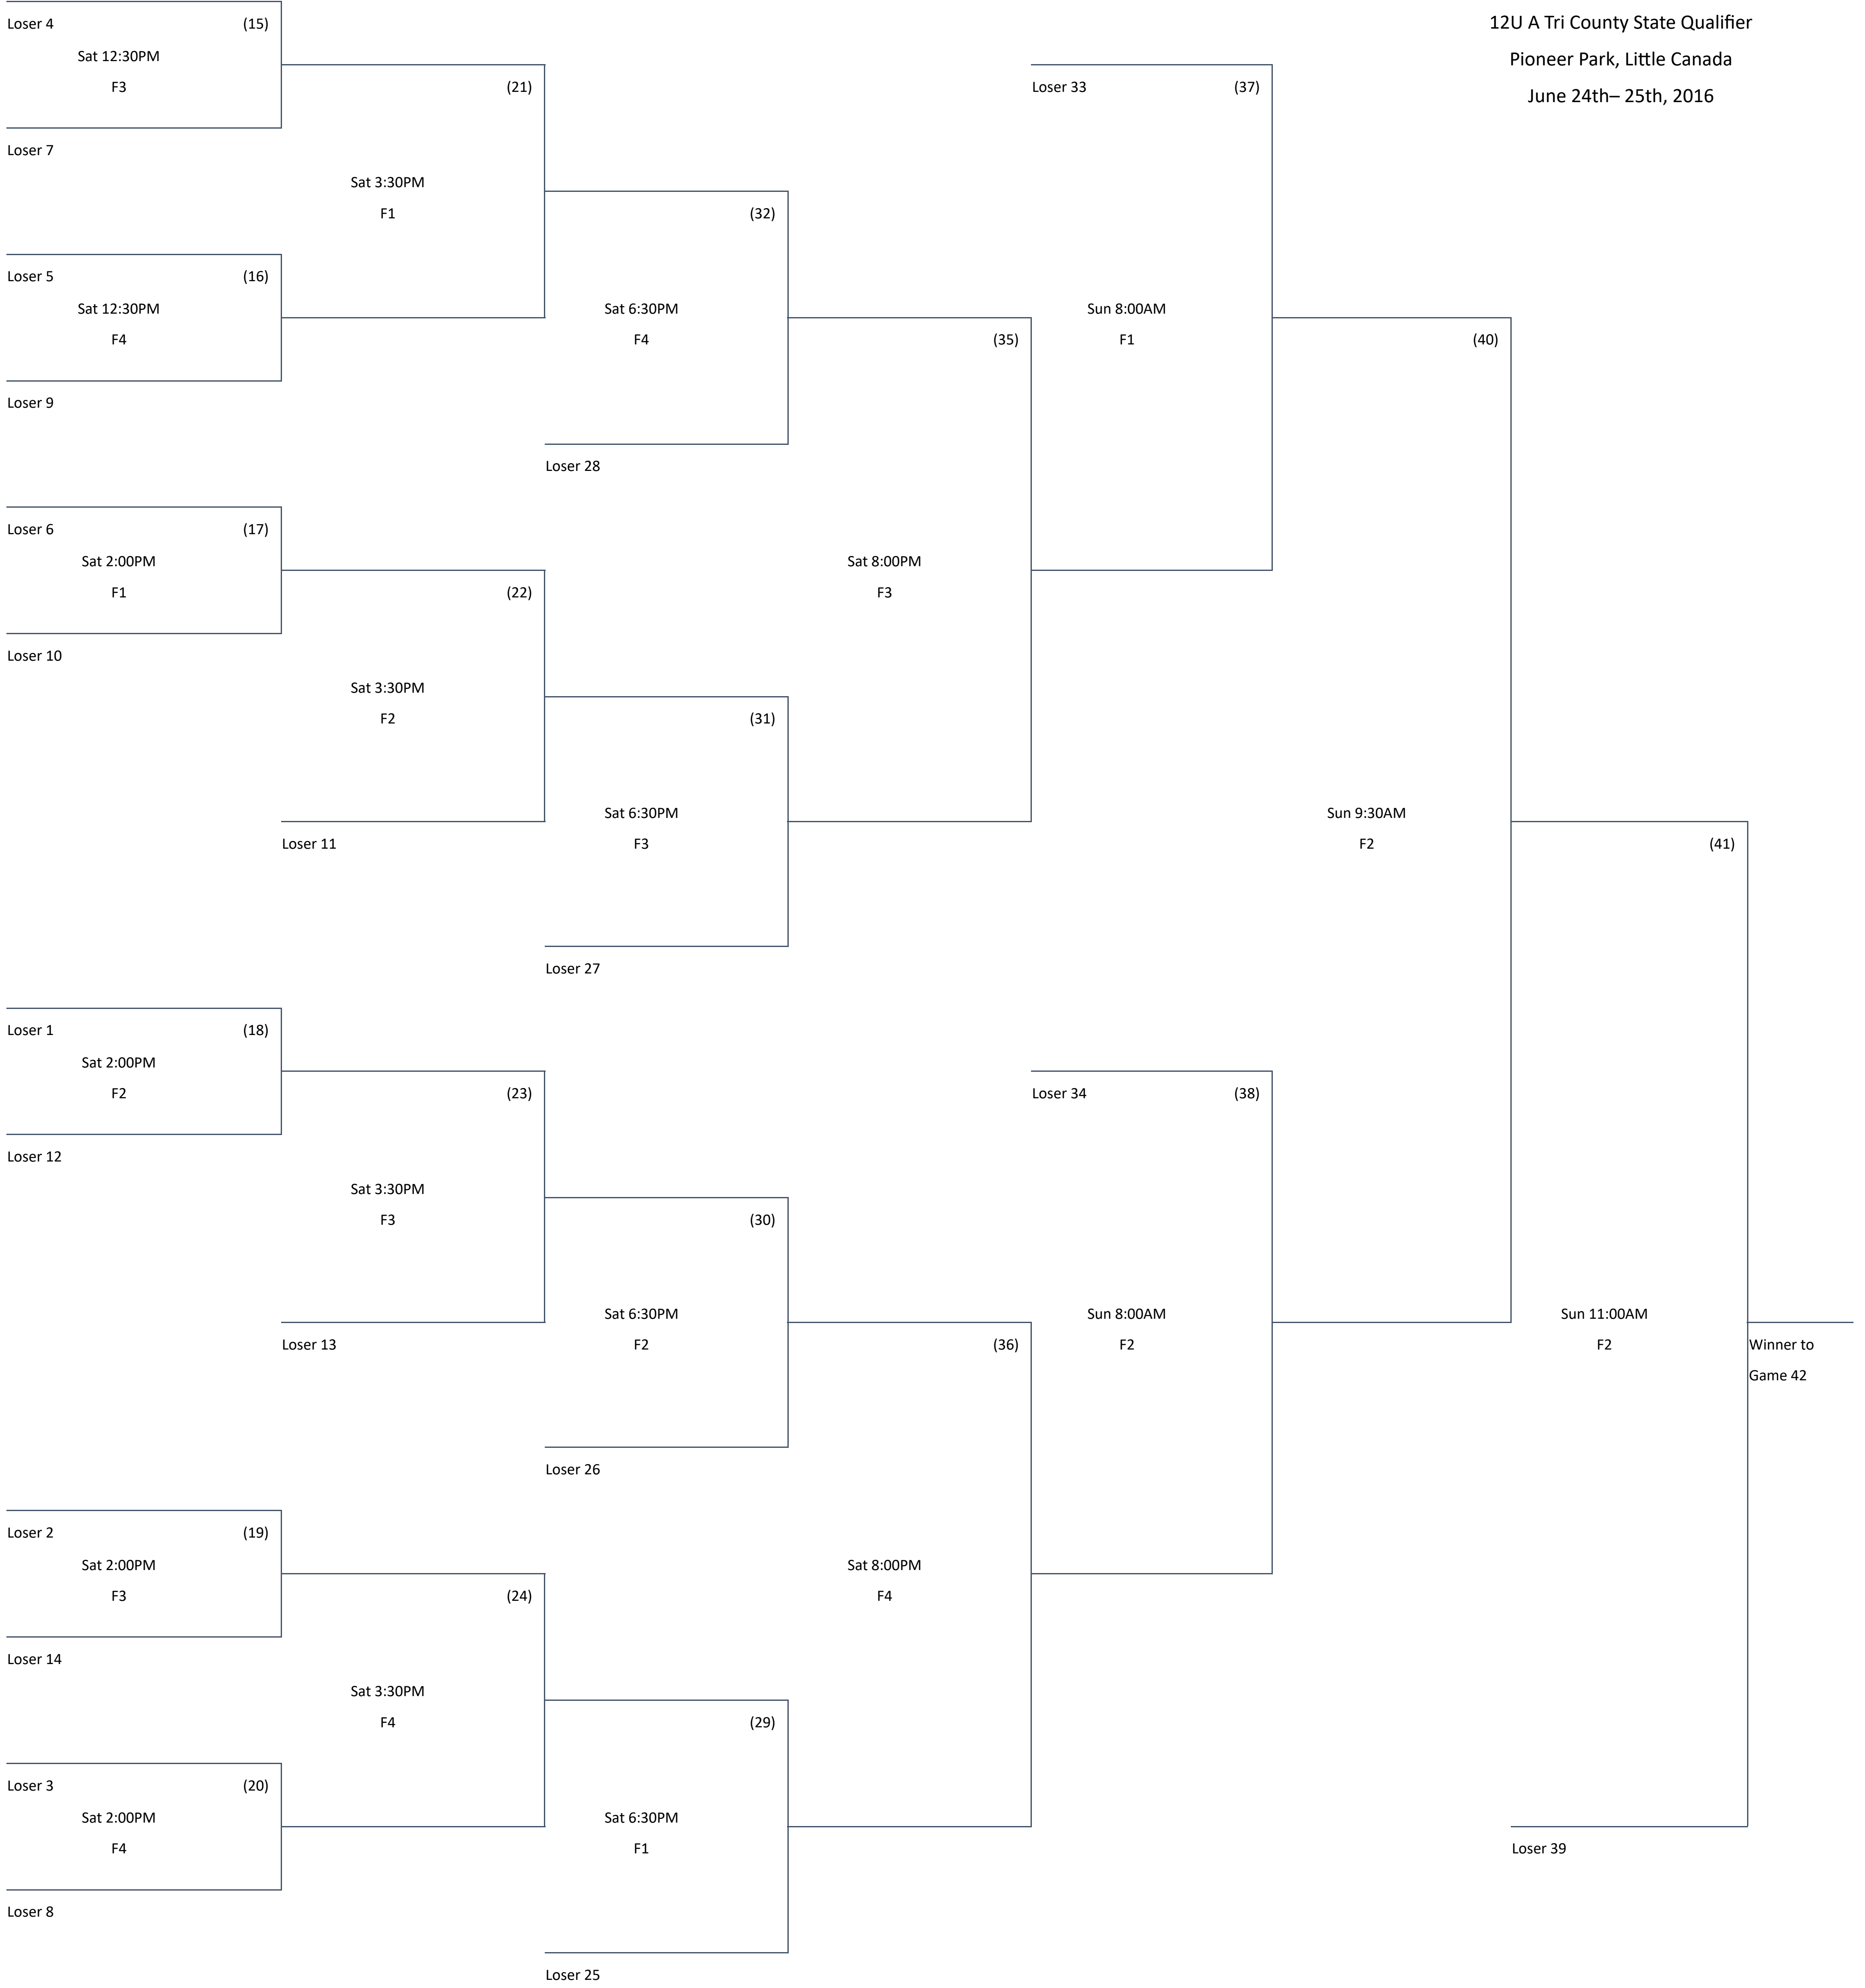 12U A Tri County State Qualifier
Pioneer Park, Little Canada
June 24th– 25th, 2016
Loser 4 (15)
Sat 12:30PM
F3
Loser 7
Loser 5 (16)
Sat 12:30PM
F4
Loser 9
Loser 6 (17)
Sat 2:00PM
F1
Loser 10
Loser 1 (18)
Sat 2:00PM
F2
Loser 12
Loser 2 (19)
Sat 2:00PM
F3
Loser 14
Loser 3 (20)
Sat 2:00PM
F4
Loser 8
(21)
Sat 3:30PM
F1
(22)
Sat 3:30PM
F2
Loser 11
(23)
Sat 3:30PM
F3
Loser 13
(24)
Sat 3:30PM
F4
(32)
Sat 6:30PM
F4
Loser 28
(31)
Sat 6:30PM
F3
Loser 27
(30)
Sat 6:30PM
F2
Loser 26
(29)
Sat 6:30PM
F1
Loser 25
(35)
Sat 8:00PM
F3
(36)
Sat 8:00PM
F4
Loser 33 (37)
Sun 8:00AM
F1
Loser 34 (38)
Sun 8:00AM
F2
(40)
Sun 9:30AM
F2
(41)
Sun 11:00AM
F2
Loser 39
Winner to
Game 42